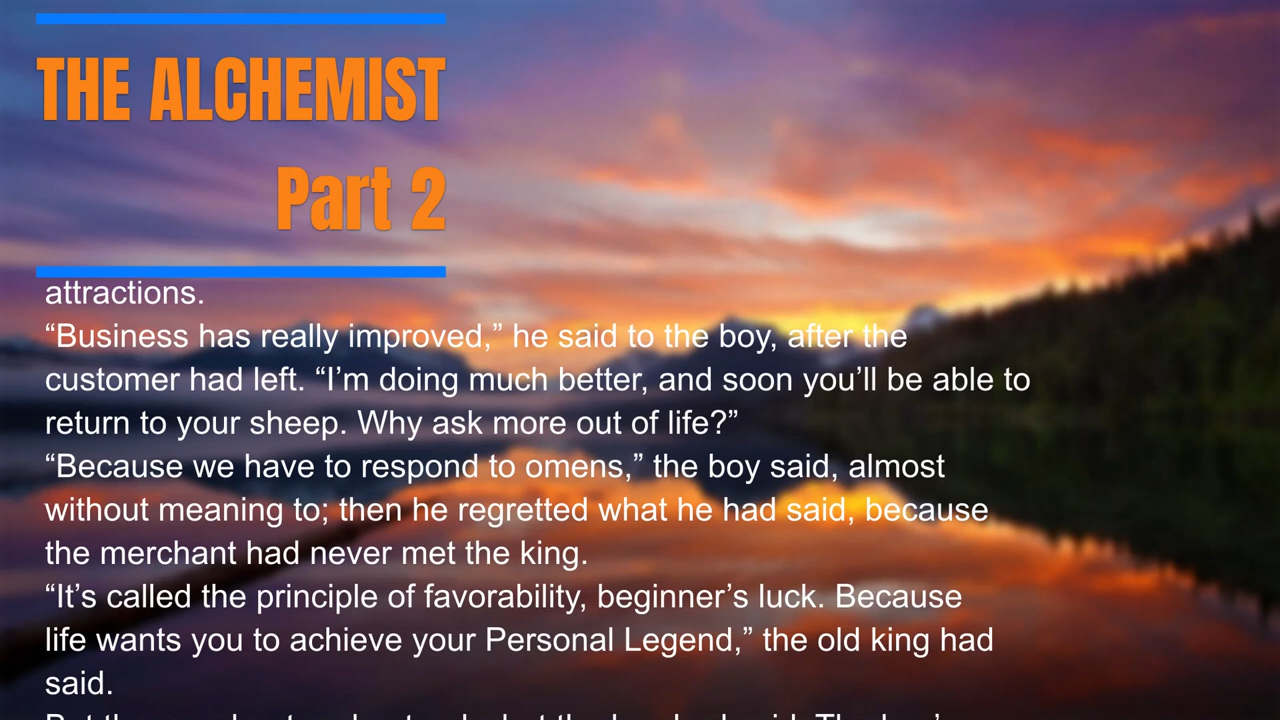 THE ALCHEMIST
Part 2
attractions.
“Business has really improved,” he said to the boy, after the
customer had left. “I’m doing much better, and soon you’ll be able to
return to your sheep. Why ask more out of life?”
“Because we have to respond to omens,” the boy said, almost
without meaning to; then he regretted what he had said, because
the merchant had never met the king.
“It’s called the principle of favorability, beginner’s luck. Because
life wants you to achieve your Personal Legend,” the old king had
said.